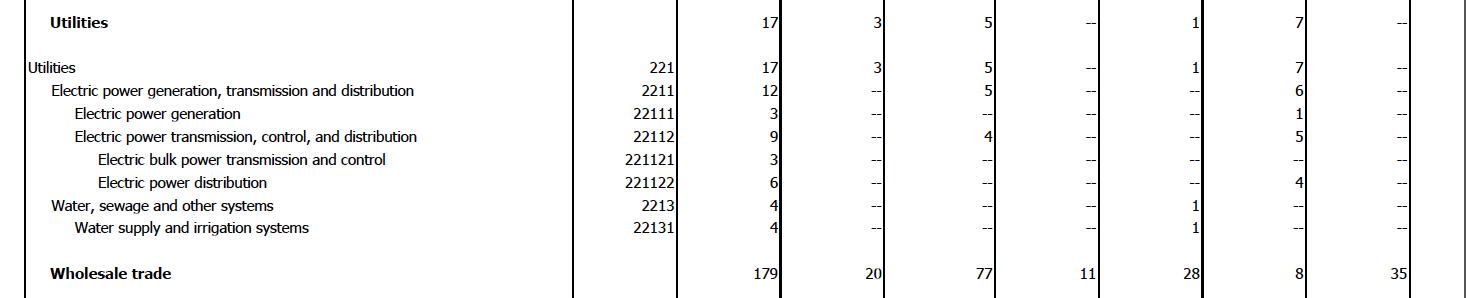 Utilities 17 3 5 -- 1 7 --
Utilities 221 17 3 5 -- 1 7 --
Electric power generation, transmission and distribution 2211 12 -- 5 -- -- 6 --
Electric power generation 22111 3 -- -- -- -- 1 --
Electric power transmission, control, and distribution 22112 9 -- 4 -- -- 5 --
Electric bulk power transmission and control 221121 3 -- -- -- -- -- --
Electric power distribution 221122 6 -- -- -- -- 4 --
Water, sewage and other systems 2213 4 -- -- -- 1 -- --
Water supply and irrigation systems 22131 4 -- -- -- 1 -- --
Wholesale trade 179 20 77 11 28 8 35